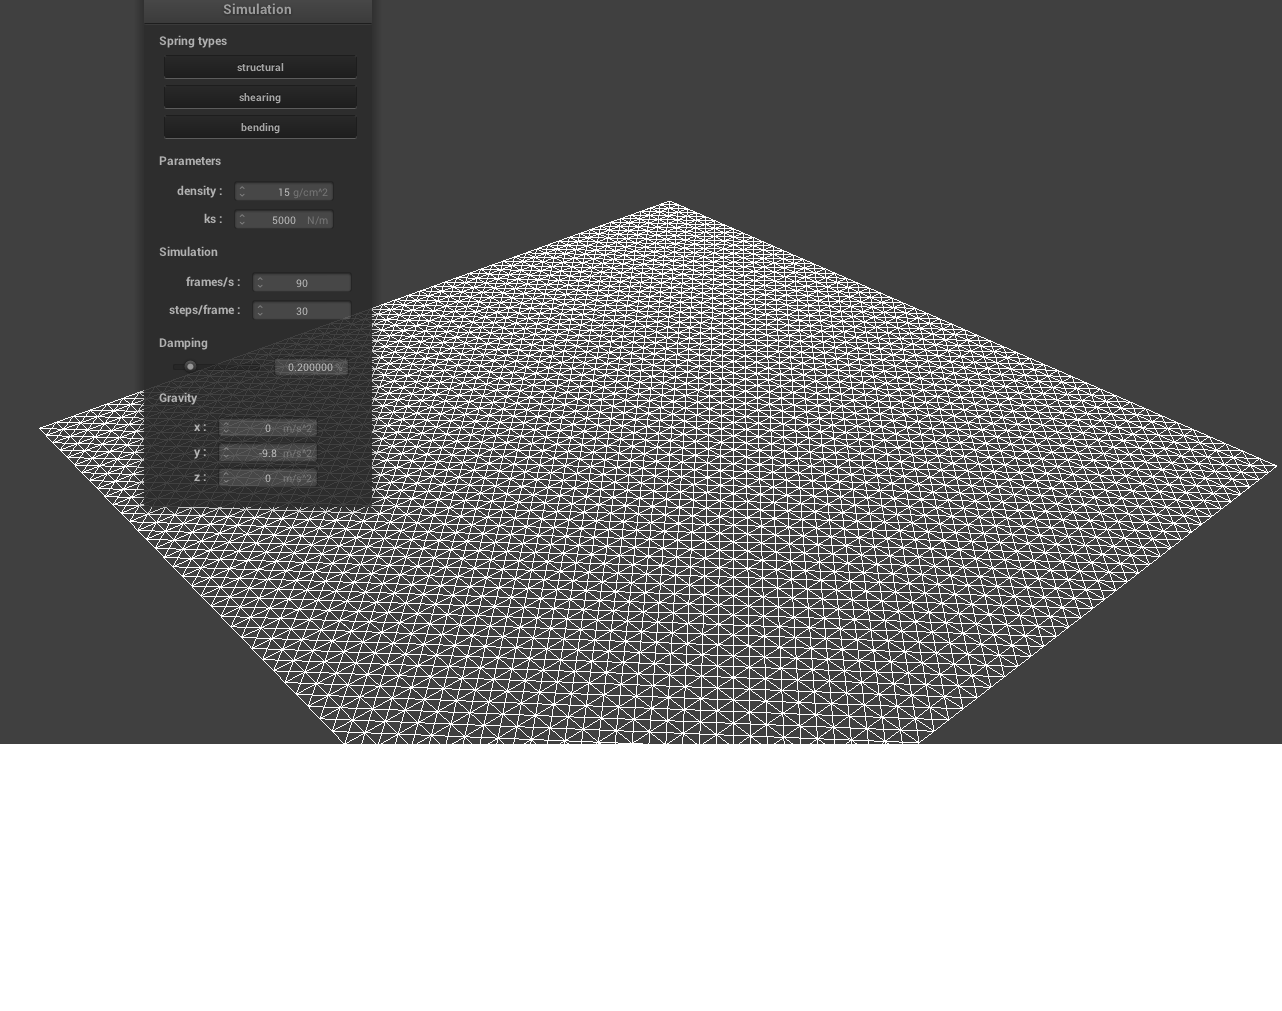 Simulation
Spring types
structural
shearing
bending
Parameters
density : 15 g/cm^2
ks : 5000 N/m
Simulation
frames/s : 90
steps/frame : 30
Damping
0.200000 %
Gravity
x : 0 m/s^2
y : -9.8 m/s^2
z : 0 m/s^2